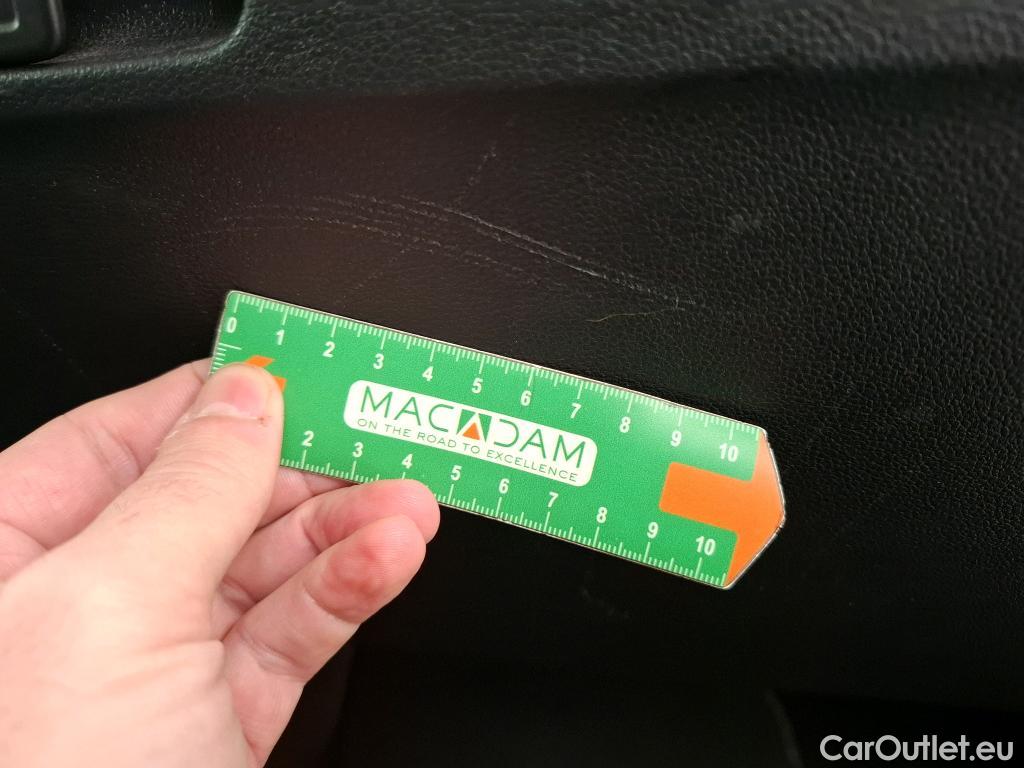 0 1 2 3 4 5 6 7 8 9 10
MACADAM
ON THE ROAD TO EXCELLENCE
2 3 4 5 6 7 8 9 10
CarOutlet.eu